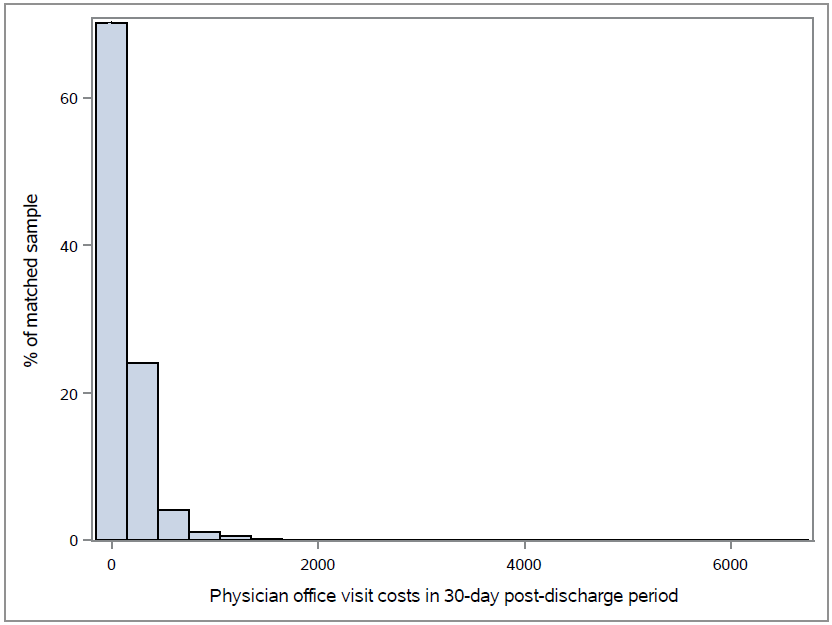 % of matched sample
60
40
20
0
0 2000 4000 6000
Physician office visit costs in 30-day post-discharge period